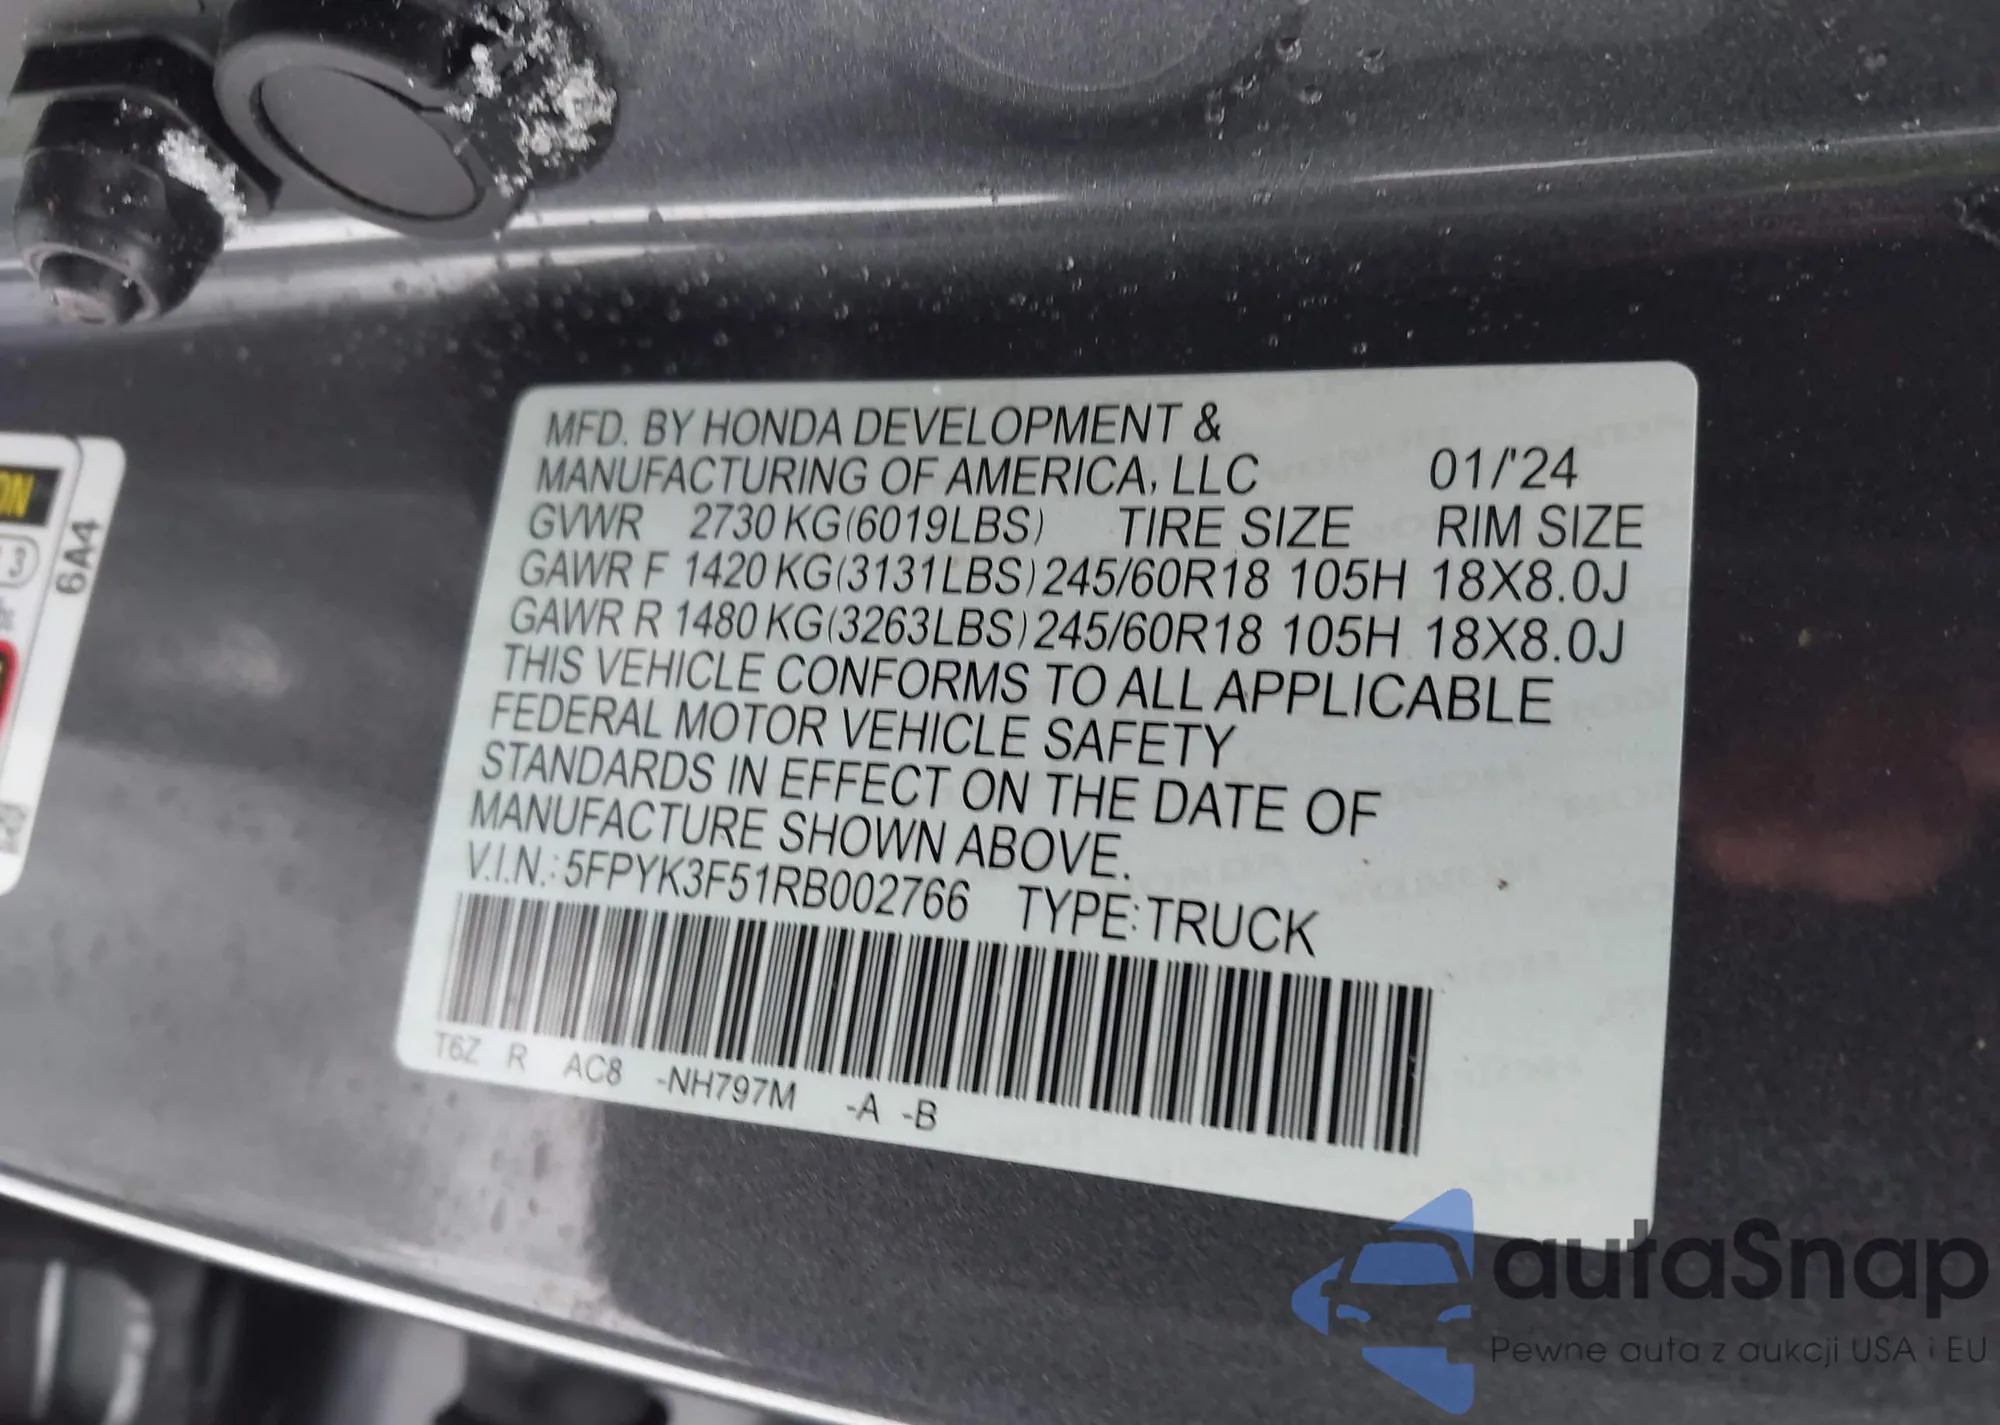 MFD. BY HONDA DEVELOPMENT &
MANUFACTURING OF AMERICA, LLC 01/'24
GVWR 2730 KG(6019LBS) TIRE SIZE RIM SIZE
GAWR F 1420 KG(3131LBS) 245/60R18 105H 18X8.0J
GAWR R 1480 KG(3263LBS) 245/60R18 105H 18X8.0J
THIS VEHICLE CONFORMS TO ALL APPLICABLE
FEDERAL MOTOR VEHICLE SAFETY
STANDARDS IN EFFECT ON THE DATE OF
MANUFACTURE SHOWN ABOVE.
V.I.N.: 5FPYK3F51RB002766 TYPE: TRUCK
T6Z R AC8 -NH797M -A -B
6A4
autaSnap
Pewne auta z aukcji USA i EU